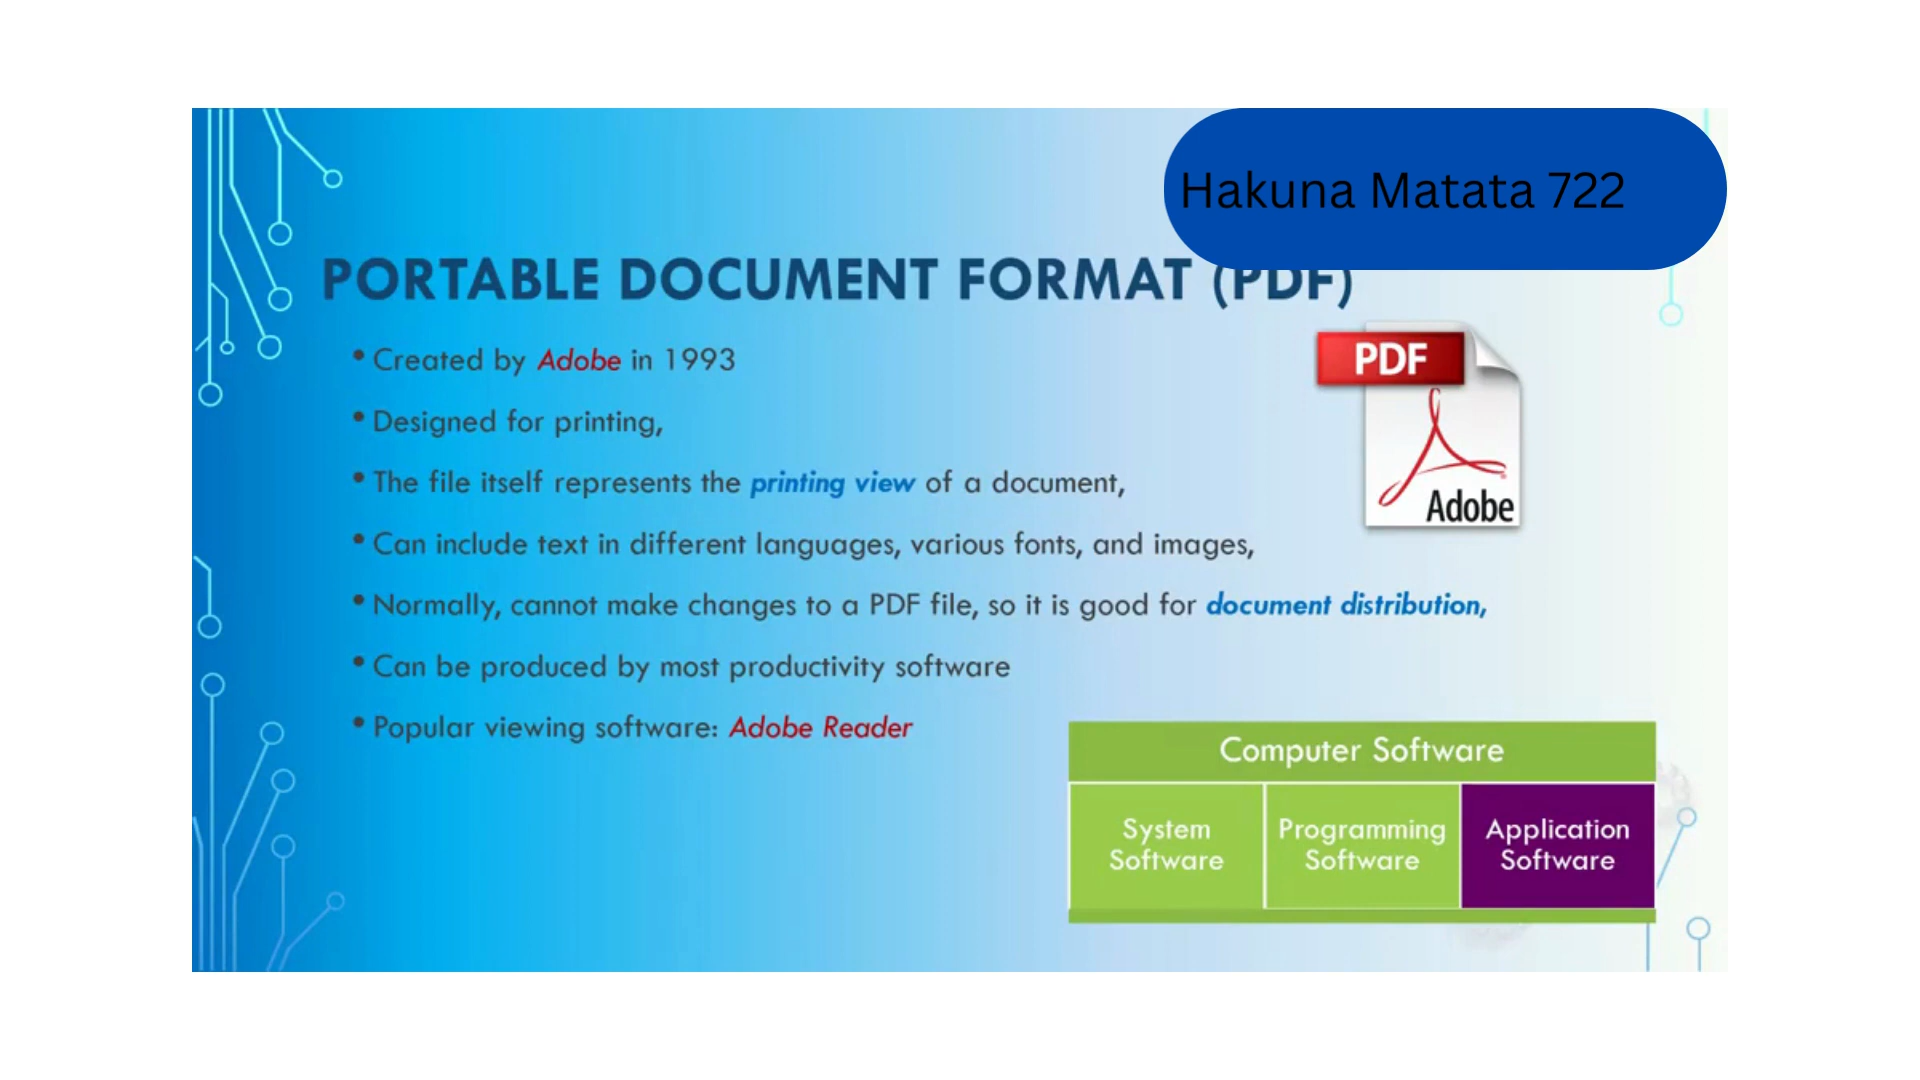 Hakuna Matata 722
PORTABLE DOCUMENT FORMAT (PDF)
• Created by Adobe in 1993
• Designed for printing,
• The file itself represents the printing view of a document,
• Can include text in different languages, various fonts, and images,
• Normally, cannot make changes to a PDF file, so it is good for document distribution,
• Can be produced by most productivity software
• Popular viewing software: Adobe Reader
PDF
Adobe
Computer Software
System
Software
Programming
Software
Application
Software